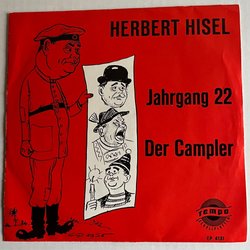 HERBERT HISEL
Jahrgang 22
Der Campler
Tempo